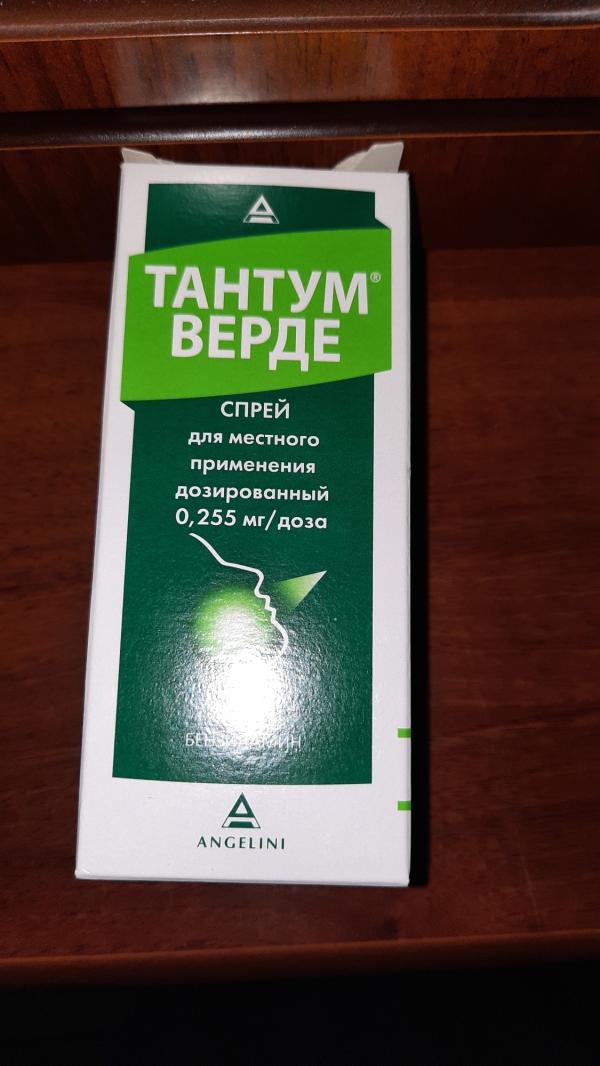 ТАНТУМ®
ВЕРДЕ
СПРЕЙ
для местного
применения
дозированный
0,255 мг/доза
ANGELINI